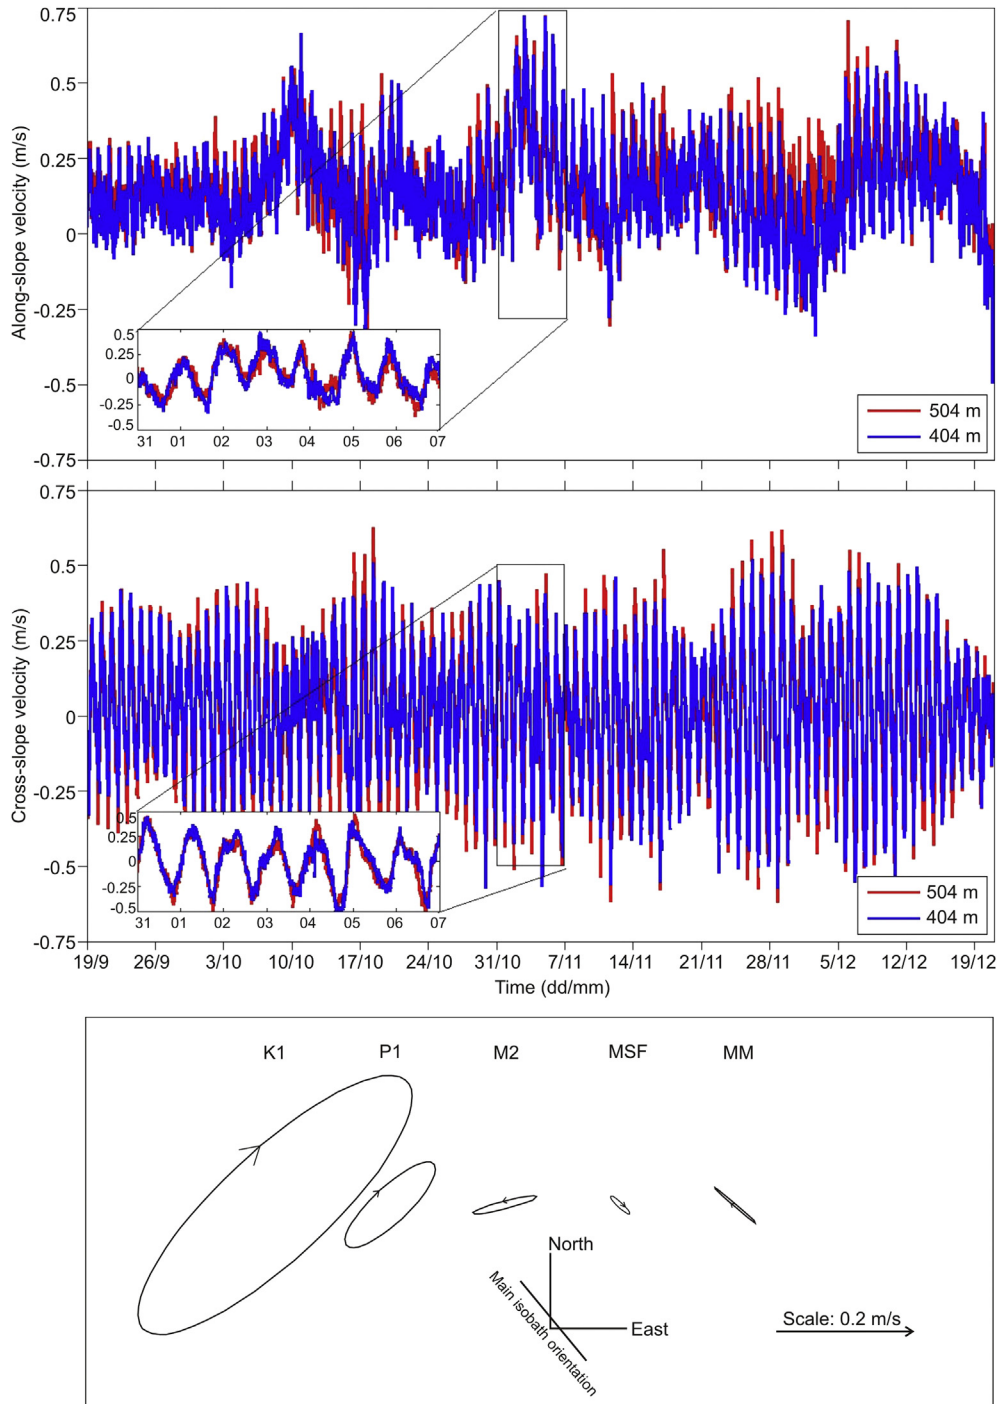 0.75
0.5
0.25
0
-0.25
-0.5
-0.75
Along-slope velocity (m/s)
0.5
0.25
0
-0.25
-0.5
31 01 02 03 04 05 06 07
504 m
404 m
0.75
0.5
0.25
0
-0.25
-0.5
-0.75
Cross-slope velocity (m/s)
0.5
0.25
0
-0.25
-0.5
31 01 02 03 04 05 06 07
504 m
404 m
19/9 26/9 3/10 10/10 17/10 24/10 31/10 7/11 14/11 21/11 28/11 5/12 12/12 19/12
Time (dd/mm)
K1 P1 M2 MSF MM
North
East
Main isobath orientation
Scale: 0.2 m/s